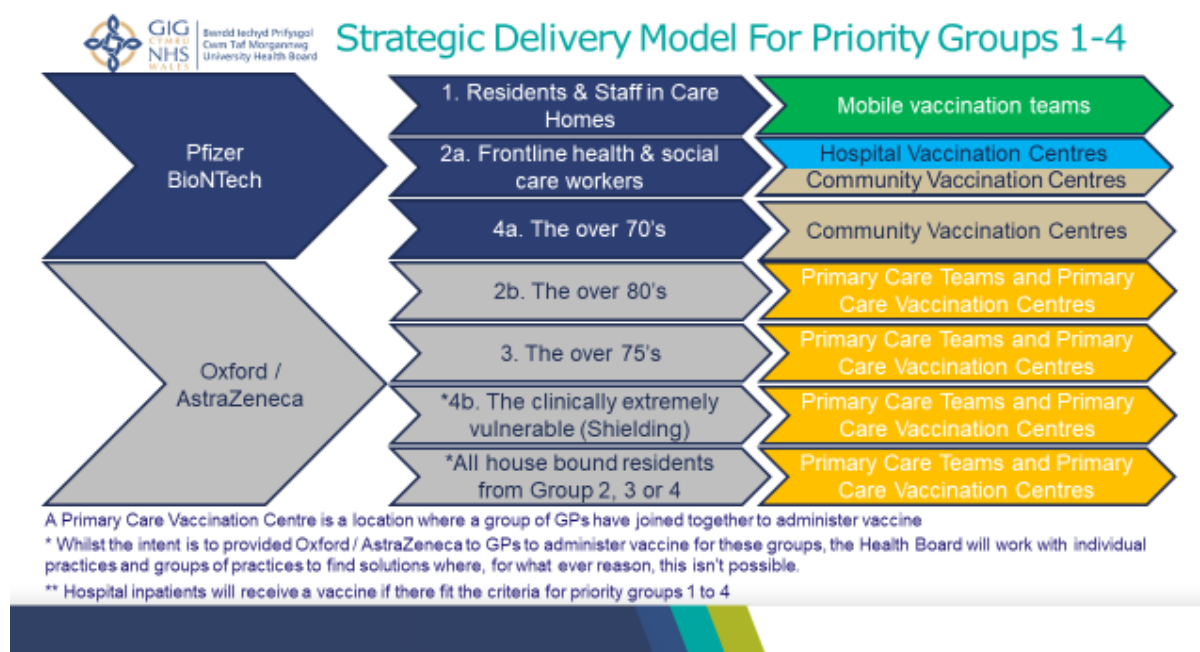 GIG
CYMRU
NHS
WALES
Bwrdd Iechyd Prifysgol
Cwm Taf Morgannwg
University Health Board
Strategic Delivery Model For Priority Groups 1-4
Pfizer
BioNTech
1. Residents & Staff in Care
Homes
Mobile vaccination teams
2a. Frontline health & social
care workers
Hospital Vaccination Centres
Community Vaccination Centres
4a. The over 70's
Community Vaccination Centres
Oxford /
AstraZeneca
2b. The over 80's
Primary Care Teams and Primary
Care Vaccination Centres
3. The over 75's
Primary Care Teams and Primary
Care Vaccination Centres
*4b. The clinically extremely
vulnerable (Shielding)
Primary Care Teams and Primary
Care Vaccination Centres
*All house bound residents
from Group 2, 3 or 4
Primary Care Teams and Primary
Care Vaccination Centres
A Primary Care Vaccination Centre is a location where a group of GPs have joined together to administer vaccine
* Whilst the intent is to provided Oxford / AstraZeneca to GPs to administer vaccine for these groups, the Health Board will work with individual
practices and groups of practices to find solutions where, for what ever reason, this isn't possible.
** Hospital inpatients will receive a vaccine if there fit the criteria for priority groups 1 to 4